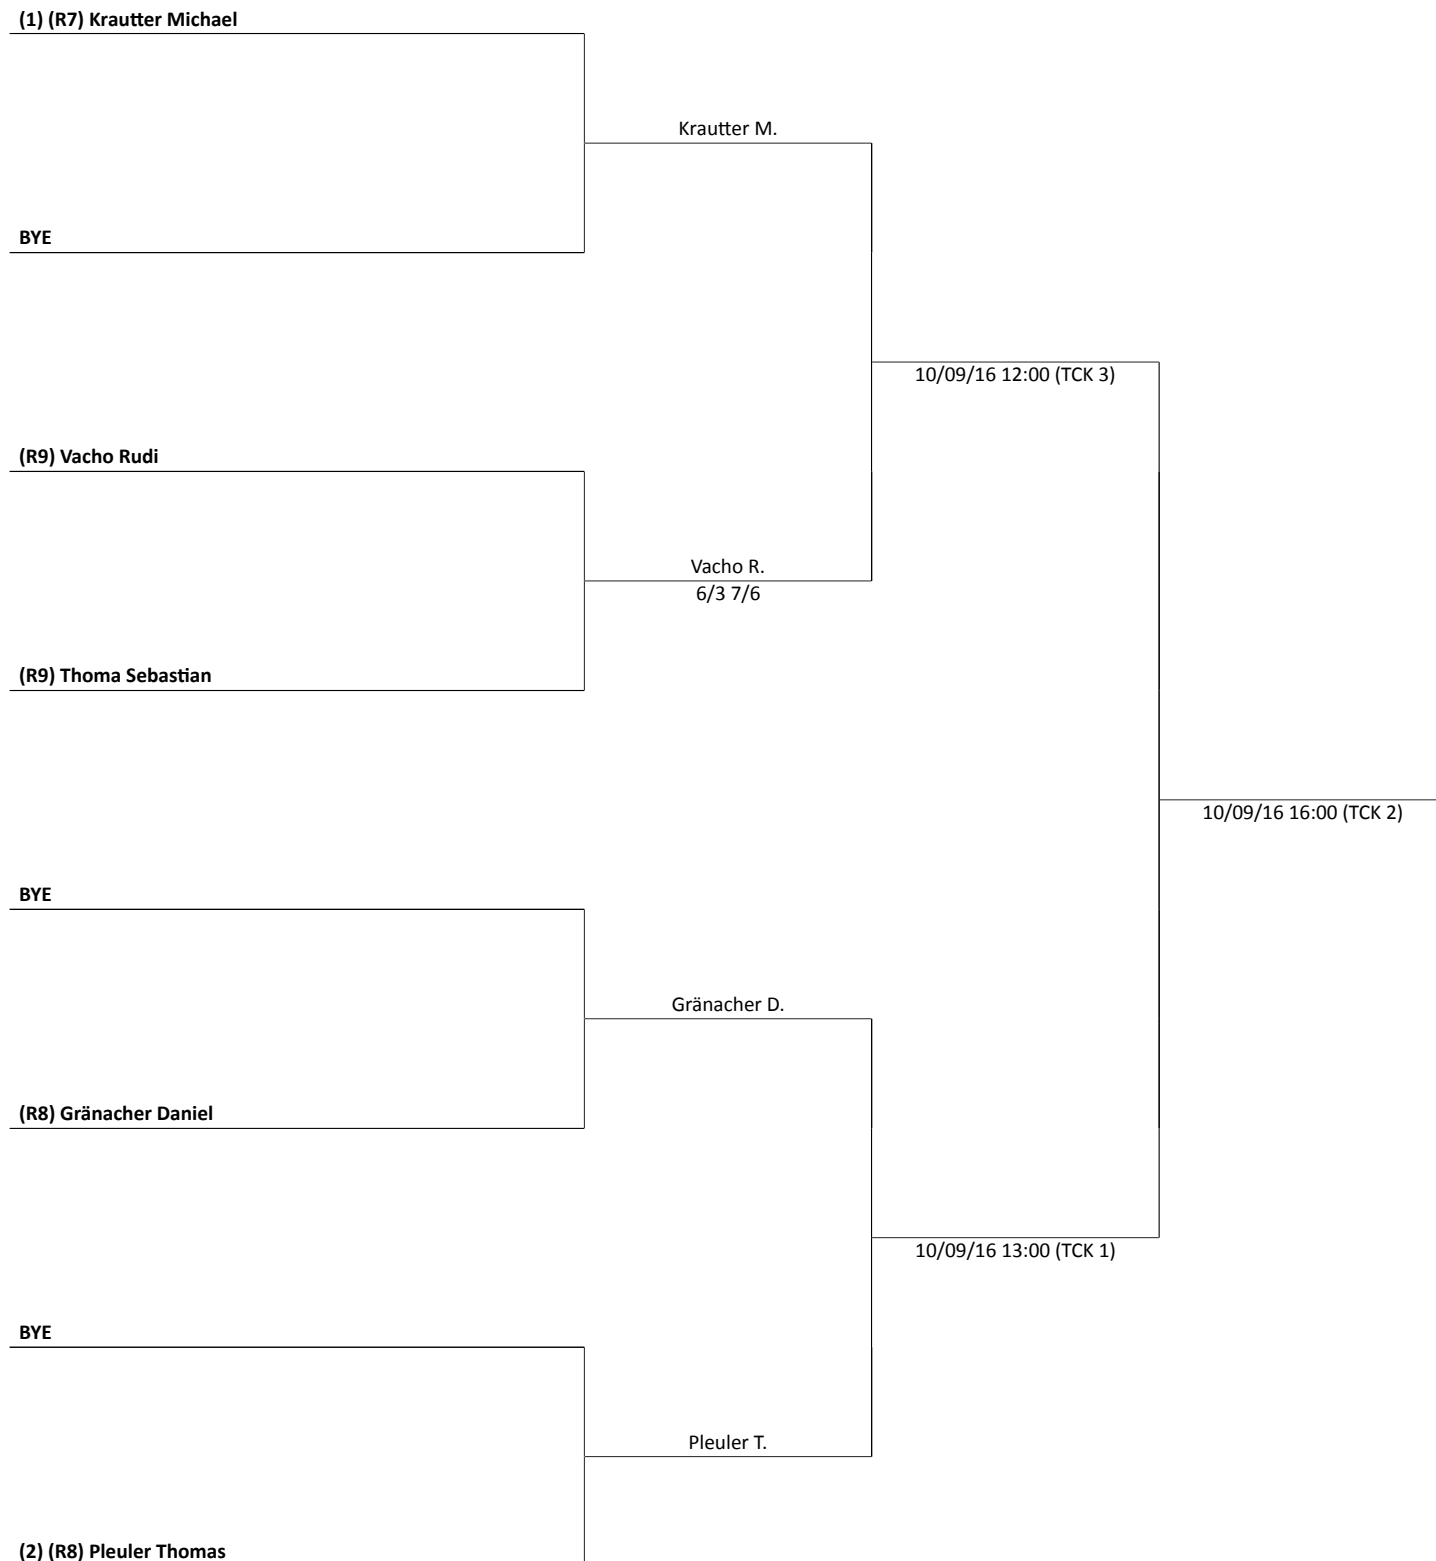 (1) (R7) Krautter Michael
Krautter M.
BYE
10/09/16 12:00 (TCK 3)
(R9) Vacho Rudi
Vacho R.
6/3 7/6
(R9) Thoma Sebastian
10/09/16 16:00 (TCK 2)
BYE
Gränacher D.
(R8) Gränacher Daniel
10/09/16 13:00 (TCK 1)
BYE
Pleuler T.
(2) (R8) Pleuler Thomas